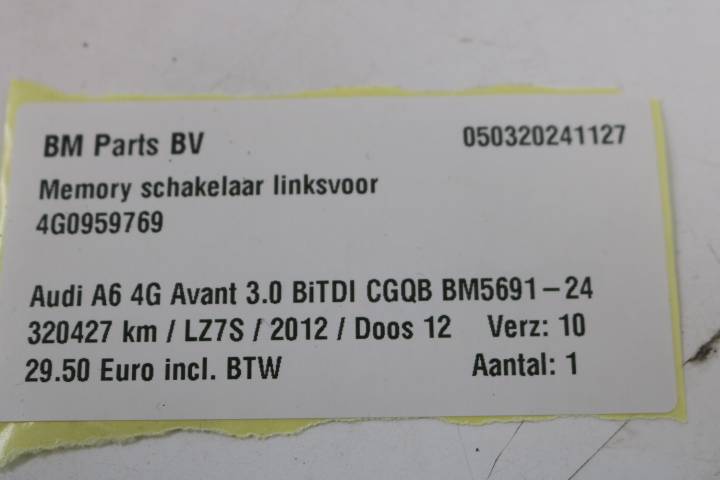 BM Parts BV 050320241127
Memory schakelaar linksvoor
4G0959769
Audi A6 4G Avant 3.0 BiTDI CGQB BM5691-24
320427 km / LZ7S / 2012 / Doos 12 Verz: 10
29.50 Euro incl. BTW Aantal: 1